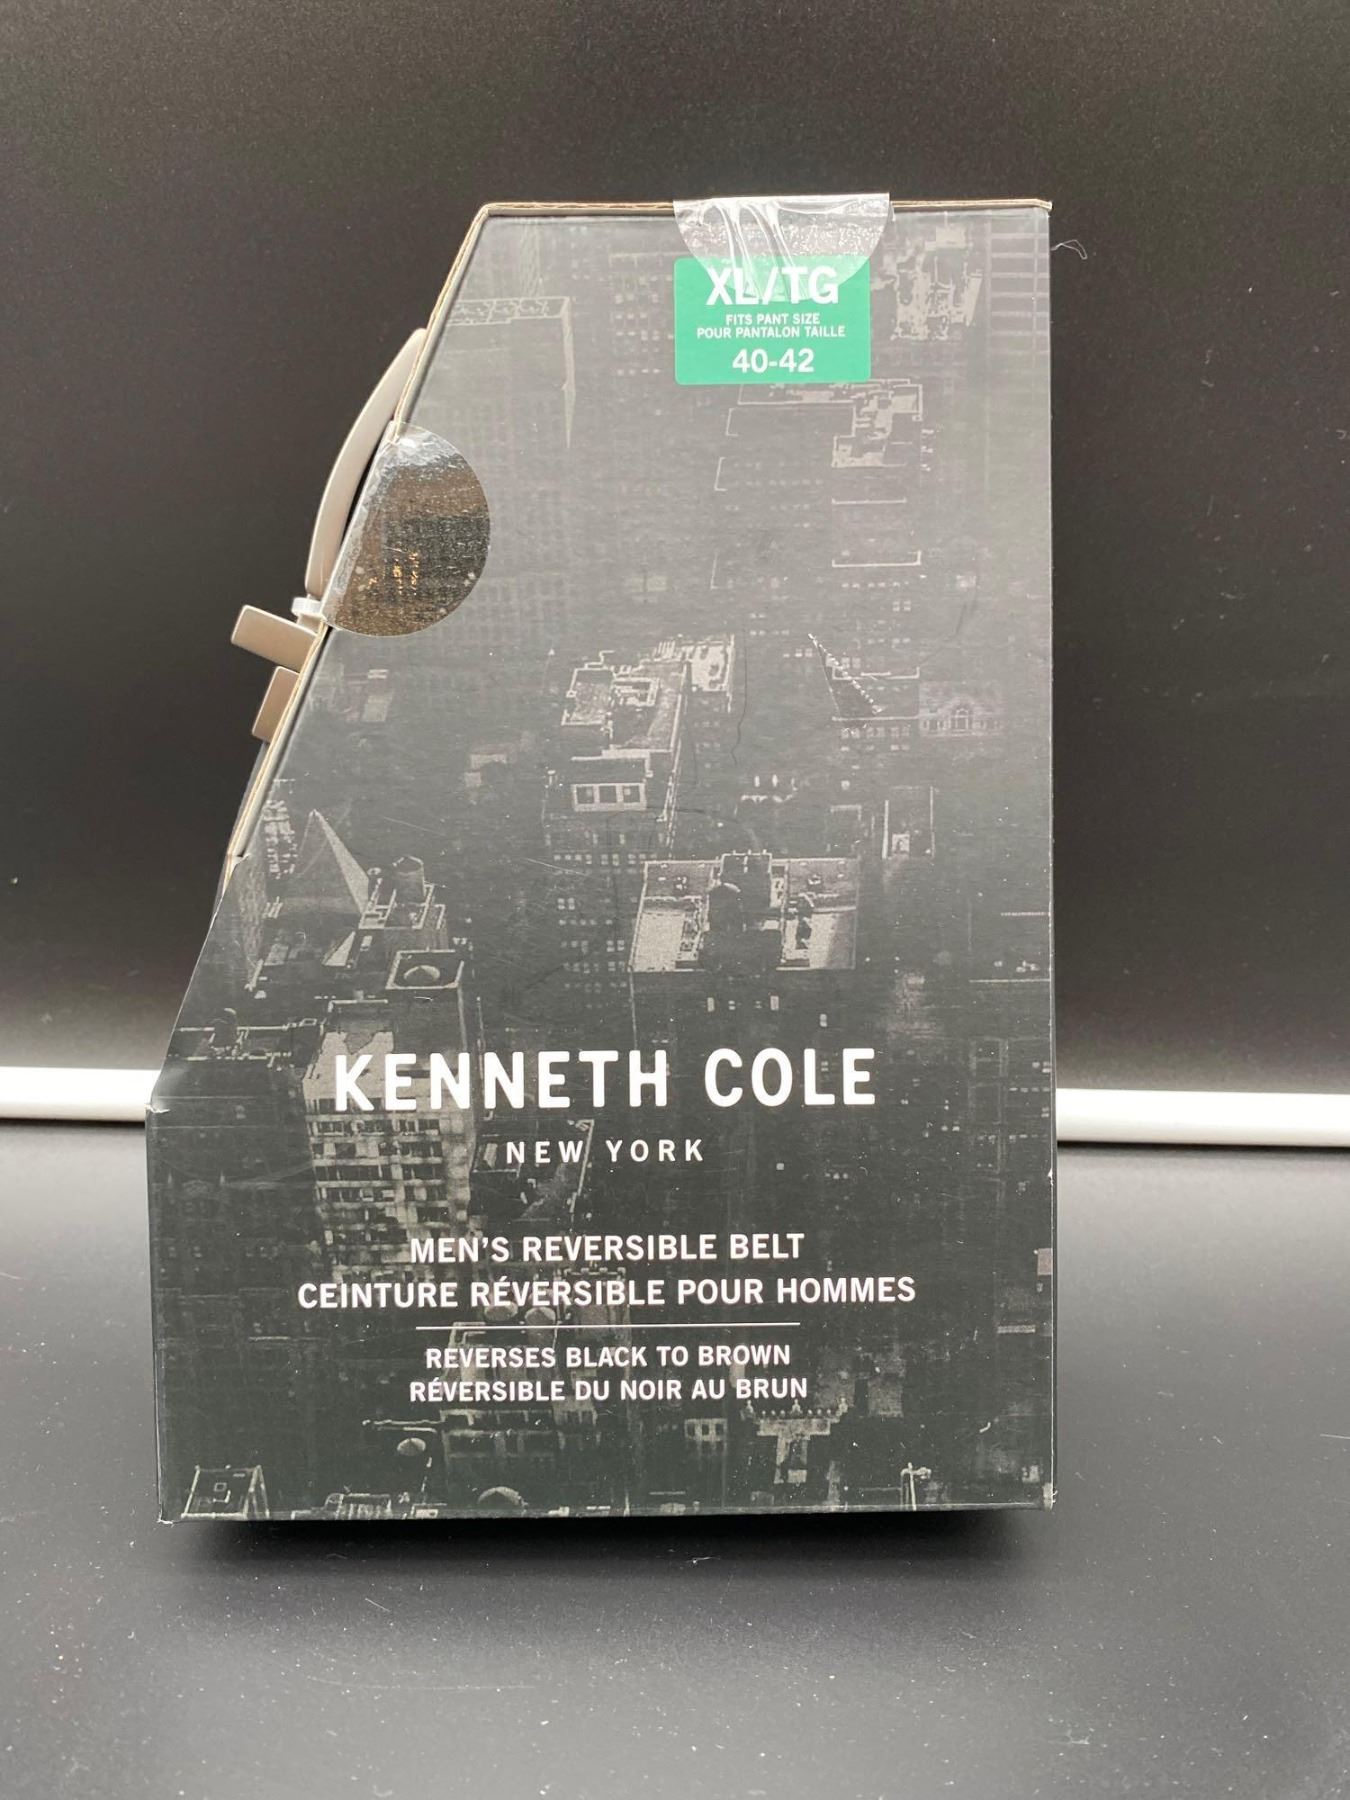 XL/TG
FITS PANT SIZE
POUR PANTALON TAILLE
40-42
KENNETH COLE
NEW YORK
MEN'S REVERSIBLE BELT
CEINTURE RÉVERSIBLE POUR HOMMES
REVERSES BLACK TO BROWN
RÉVERSIBLE DU NOIR AU BRUN